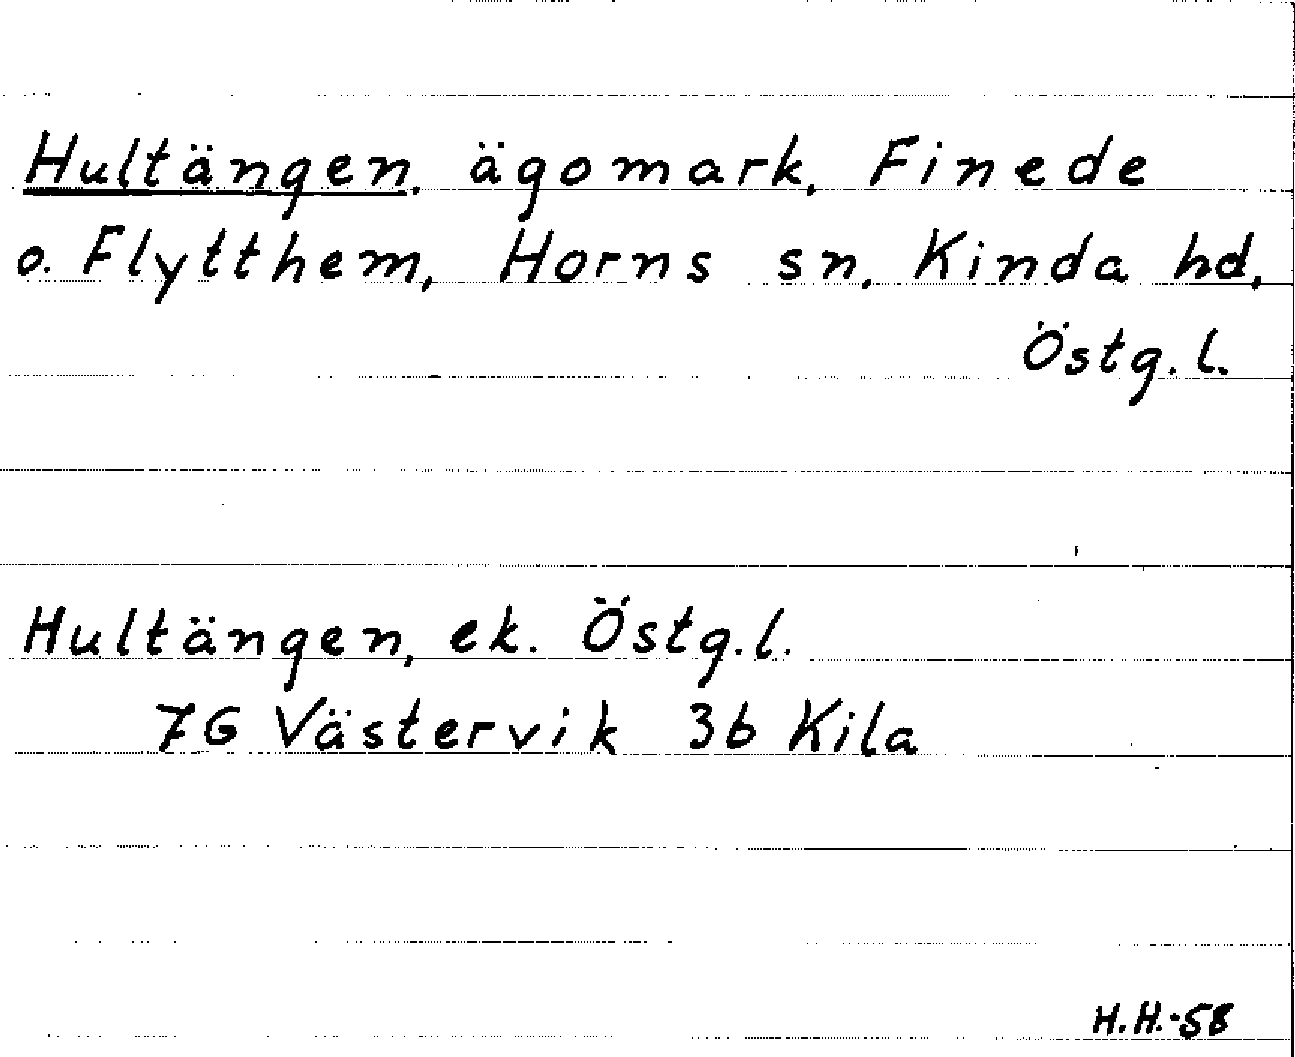 Hultängen, ägomark, Finede
o. Flytthem, Horns sn, Kinda hd,
Östg. l.
Hultängen, ek. Östg. l.
7G Västervik 3b Kila
H.H.-58